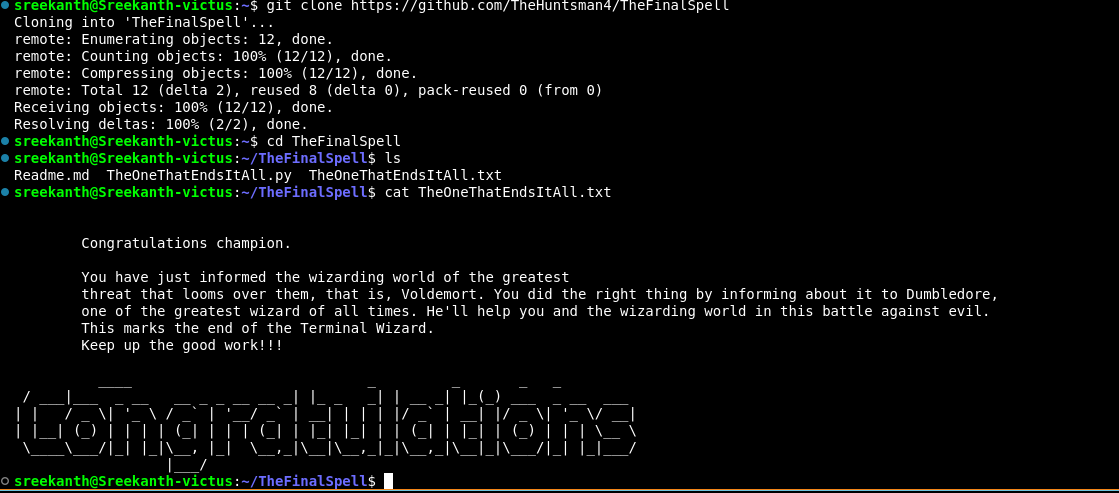 sreekanth@Sreekanth-victus:~$ git clone https://github.com/TheHuntsman4/TheFinalSpell
Cloning into 'TheFinalSpell'...
remote: Enumerating objects: 12, done.
remote: Counting objects: 100% (12/12), done.
remote: Compressing objects: 100% (12/12), done.
remote: Total 12 (delta 2), reused 8 (delta 0), pack-reused 0 (from 0)
Receiving objects: 100% (12/12), done.
Resolving deltas: 100% (2/2), done.
sreekanth@Sreekanth-victus:~$ cd TheFinalSpell
sreekanth@Sreekanth-victus:~/TheFinalSpell$ ls
Readme.md  TheOneThatEndsItAll.py  TheOneThatEndsItAll.txt
sreekanth@Sreekanth-victus:~/TheFinalSpell$ cat TheOneThatEndsItAll.txt
Congratulations champion.
You have just informed the wizarding world of the greatest
threat that looms over them, that is, Voldemort. You did the right thing by informing about it to Dumbledore,
one of the greatest wizard of all times. He'll help you and the wizarding world in this battle against evil.
This marks the end of the Terminal Wizard.
Keep up the good work!!!
Congratulations
sreekanth@Sreekanth-victus:~/TheFinalSpell$